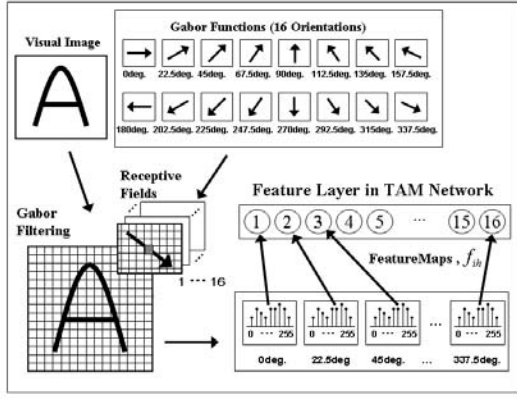 Gabor Functions (16 Orientations)
Visual Image
0deg. 22.5deg. 45deg. 67.5deg. 90deg. 112.5deg. 135deg. 157.5deg.
180deg. 202.5deg. 225deg. 247.5deg. 270deg. 292.5deg. 315deg. 337.5deg.
A
Receptive
Fields
Gabor
Filtering
1 ··· 16
A
Feature Layer in TAM Network
1 2 3 4 5 ··· 15 16
FeatureMaps , f_ih
0 ··· 255 0 ··· 255 0 ··· 255 ··· 0 ··· 255
0deg. 22.5deg 45deg. ... 337.5deg